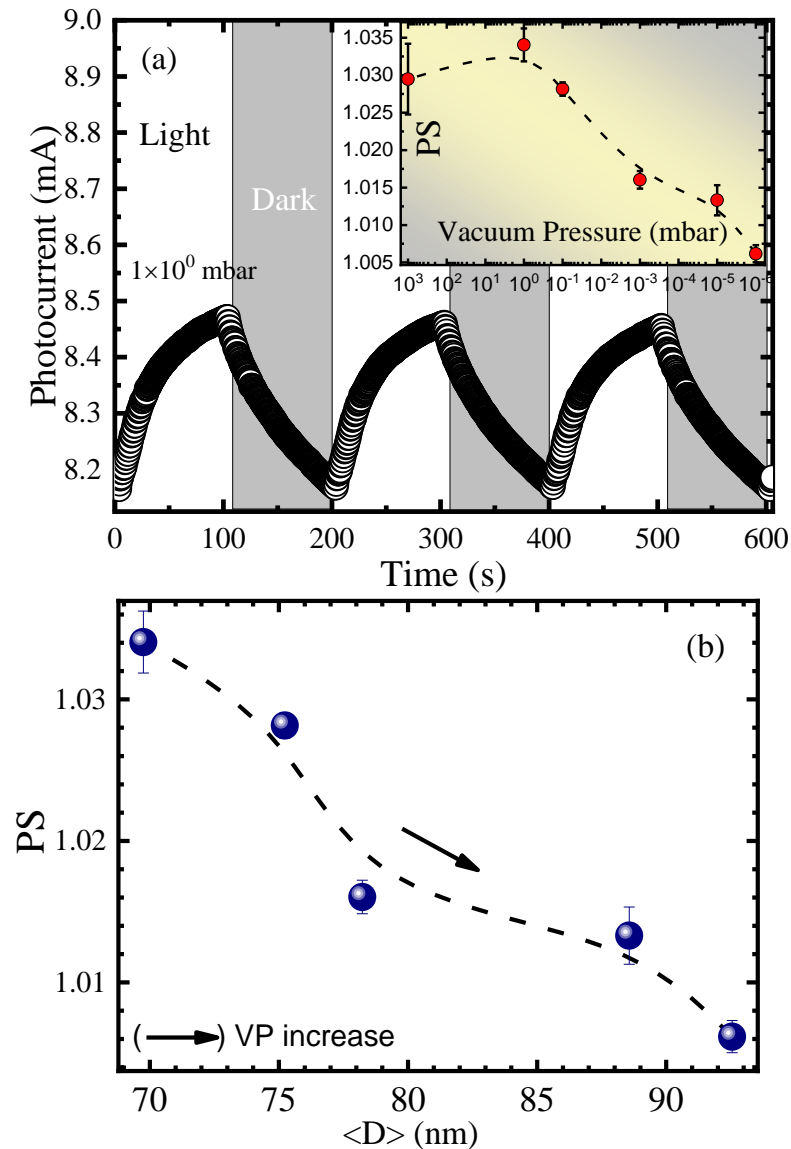 (a)
Light
Dark
1×10⁰ mbar
Photocurrent (mA)
9.0
8.9
8.8
8.7
8.6
8.5
8.4
8.3
8.2
0 100 200 300 400 500 600
Time (s)
1.035
1.030
1.025
1.020
1.015
1.010
1.005
PS
Vacuum Pressure (mbar)
10³ 10² 10¹ 10⁰ 10⁻¹ 10⁻² 10⁻³ 10⁻⁴ 10⁻⁵ 10⁻⁶
(b)
PS
1.03
1.02
1.01
( ) VP increase
70 75 80 85 90
<D> (nm)